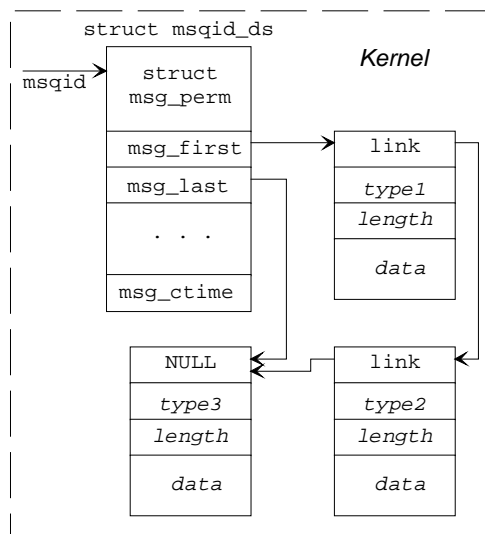 struct msqid_ds
Kernel
msqid
struct
msg_perm
msg_first
msg_last
. . .
msg_ctime
link
type1
length
data
NULL
type3
length
data
link
type2
length
data